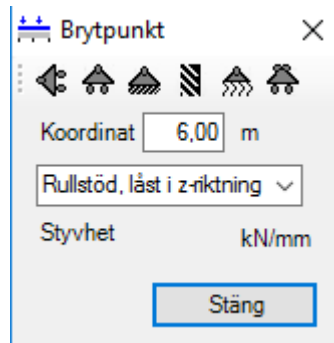 Brytpunkt
Koordinat 6,00 m
Rullstöd, låst i z-riktning
Styvhet kN/mm
Stäng